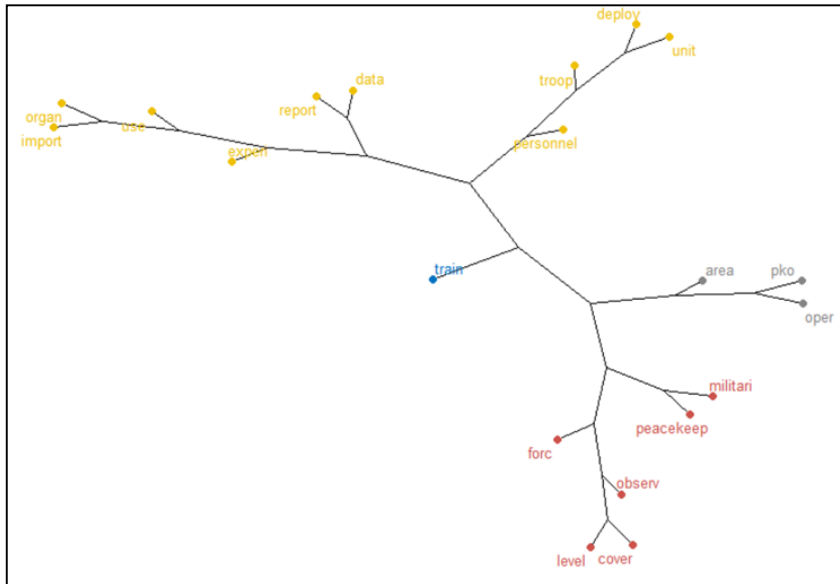 deploy
unit
data
troop
report
organ
use
import
personnel
experi
train
area
pko
oper
militari
peacekeep
forc
observ
level
cover